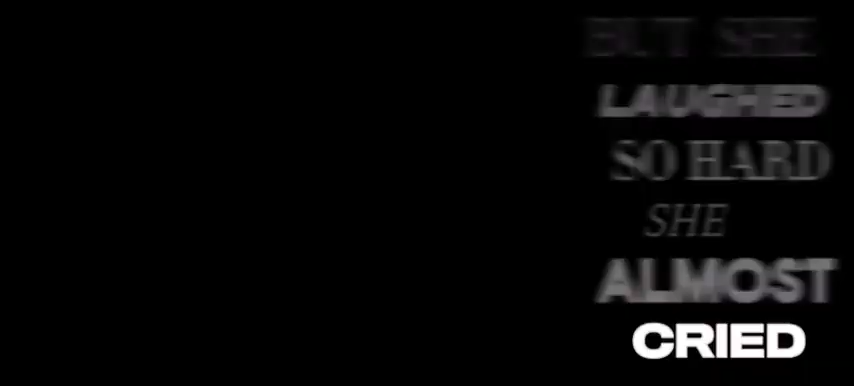 BUT SHE
LAUGHED
SO HARD
SHE
ALMOST
CRIED